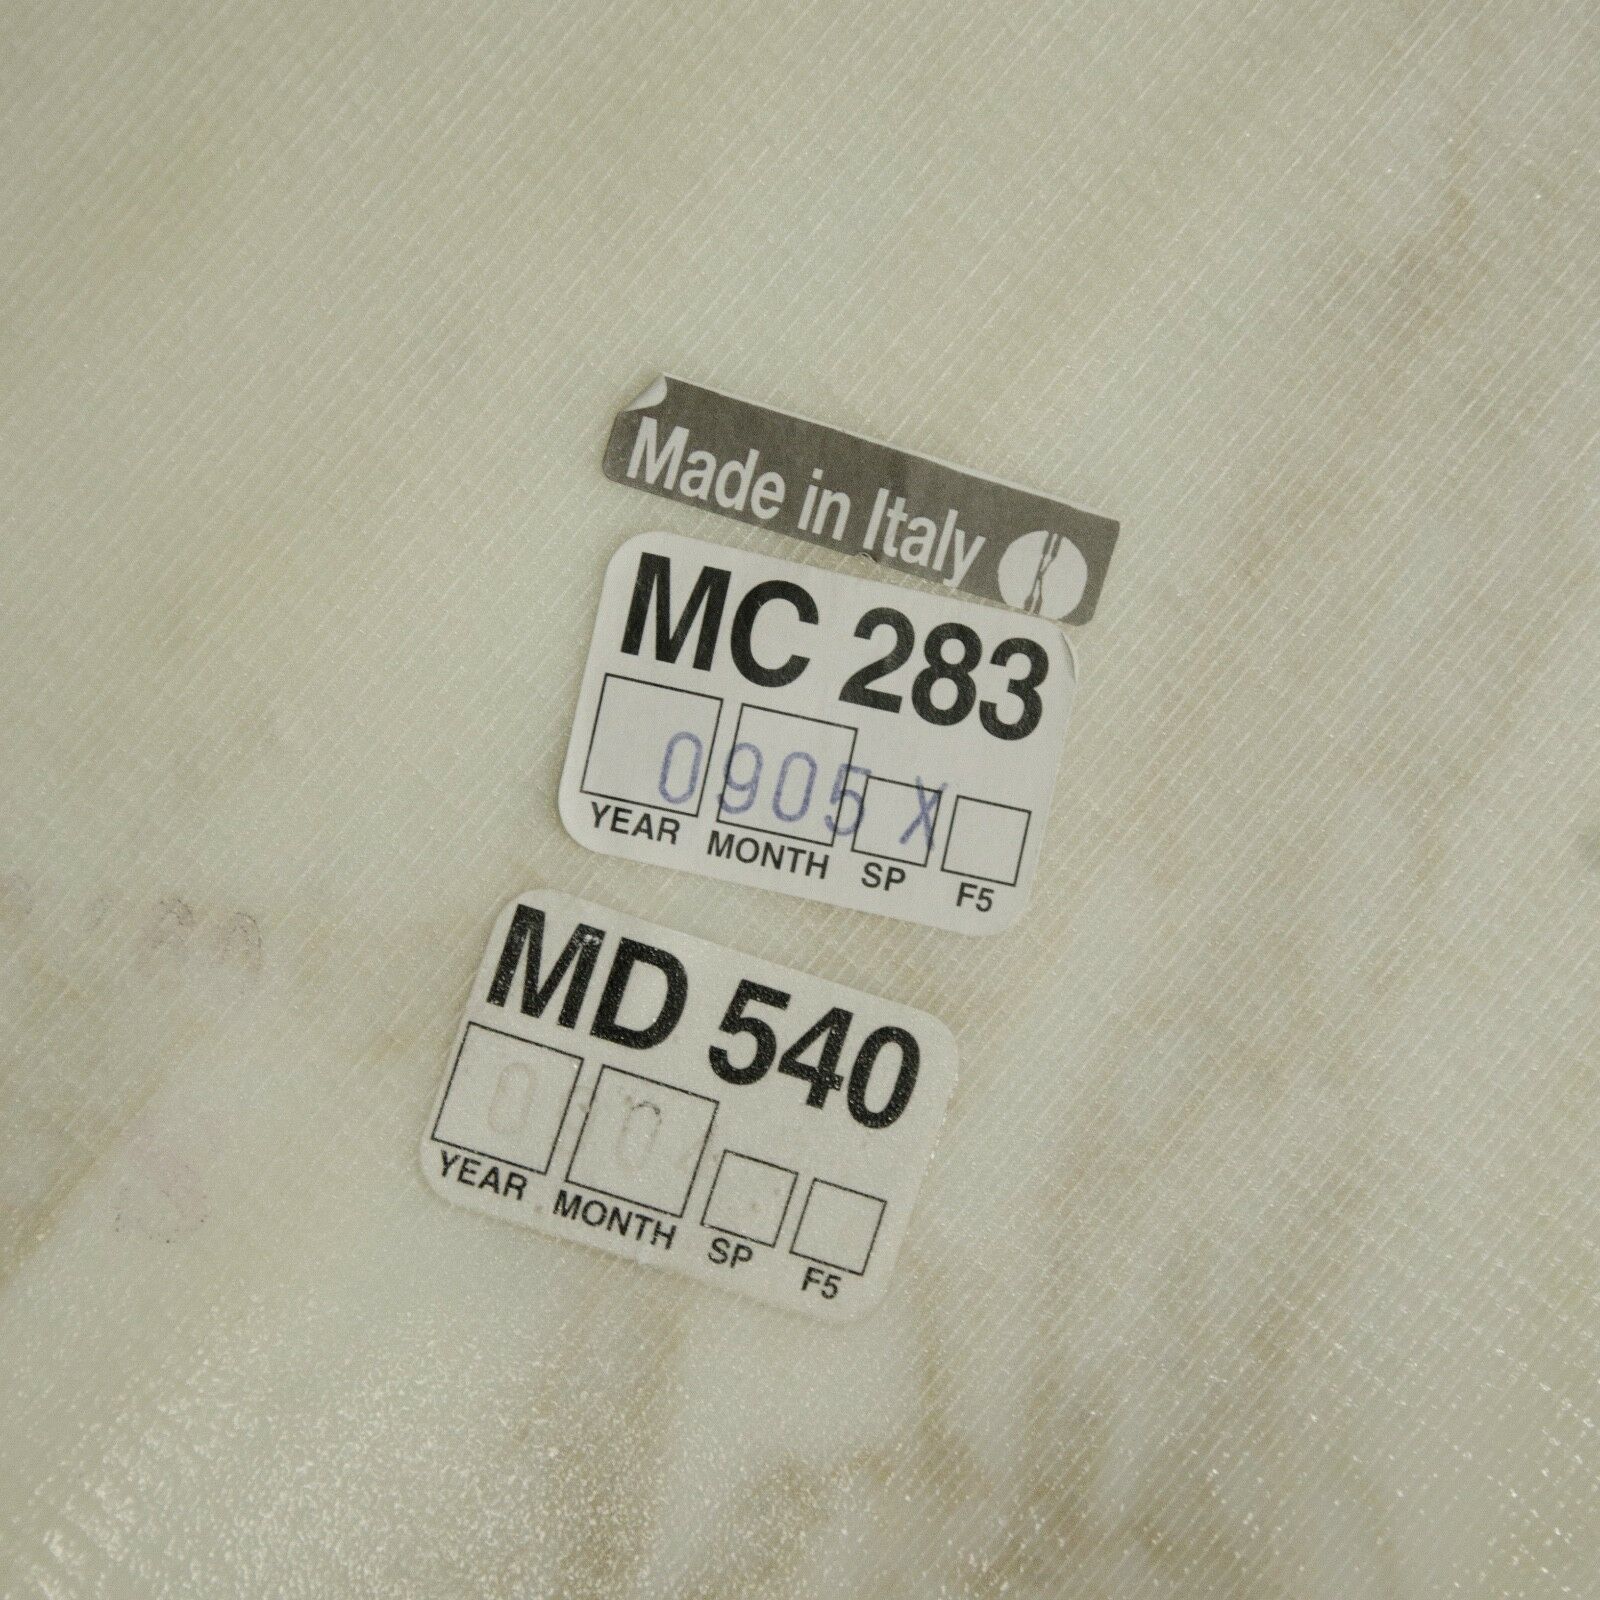 Made in Italy
MC 283
0905 X
YEAR MONTH SP F5
MD 540
YEAR MONTH SP F5